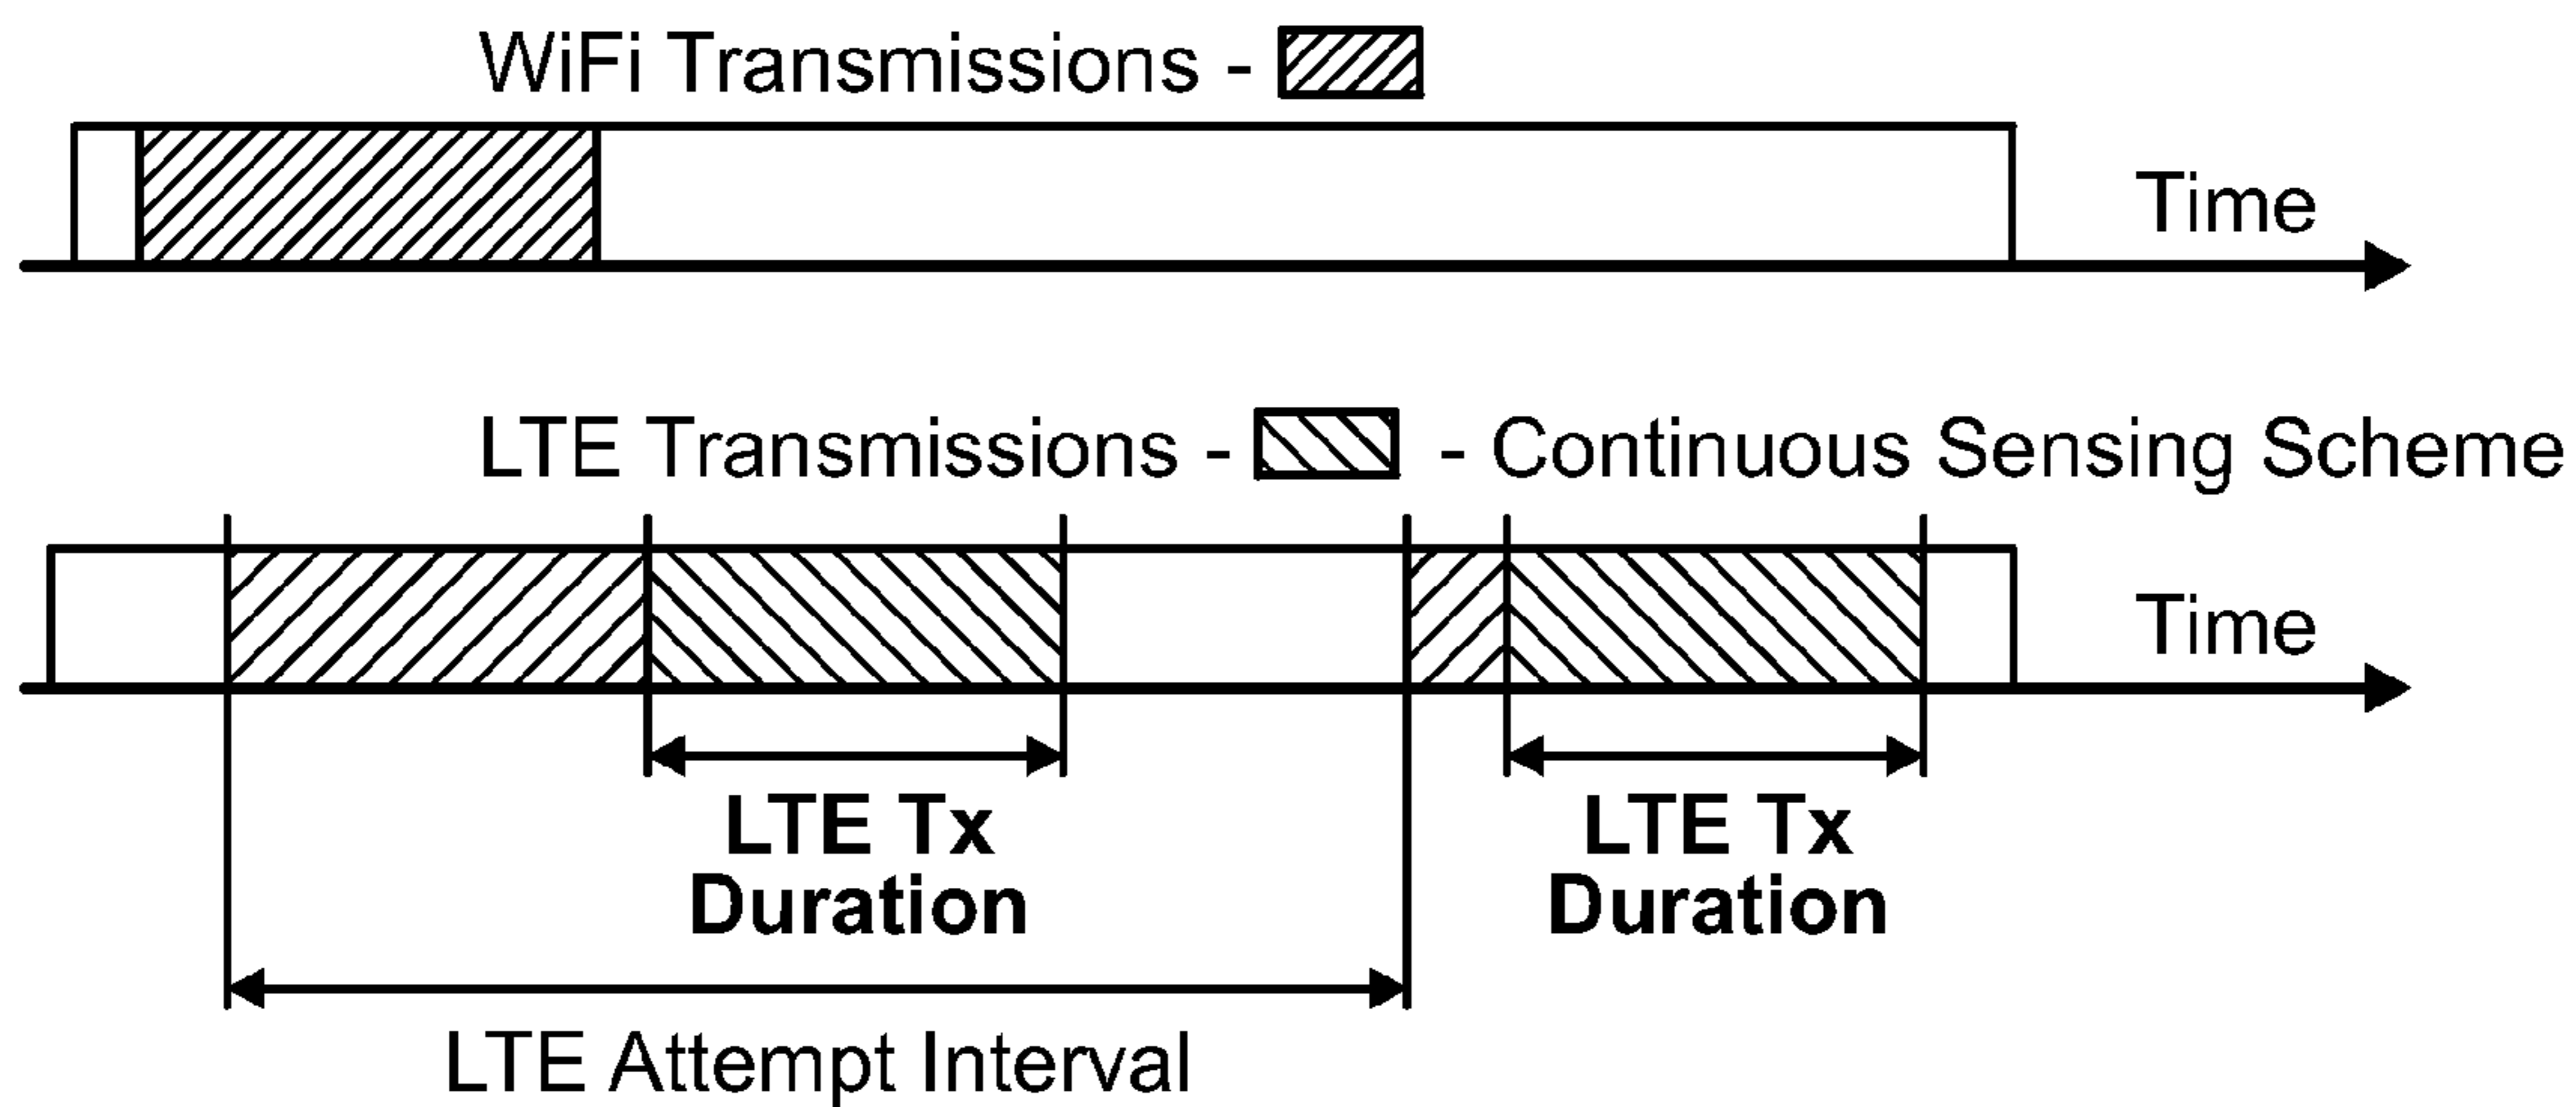 WiFi Transmissions -
Time
LTE Transmissions - - Continuous Sensing Scheme
Time
LTE Tx
Duration
LTE Tx
Duration
LTE Attempt Interval